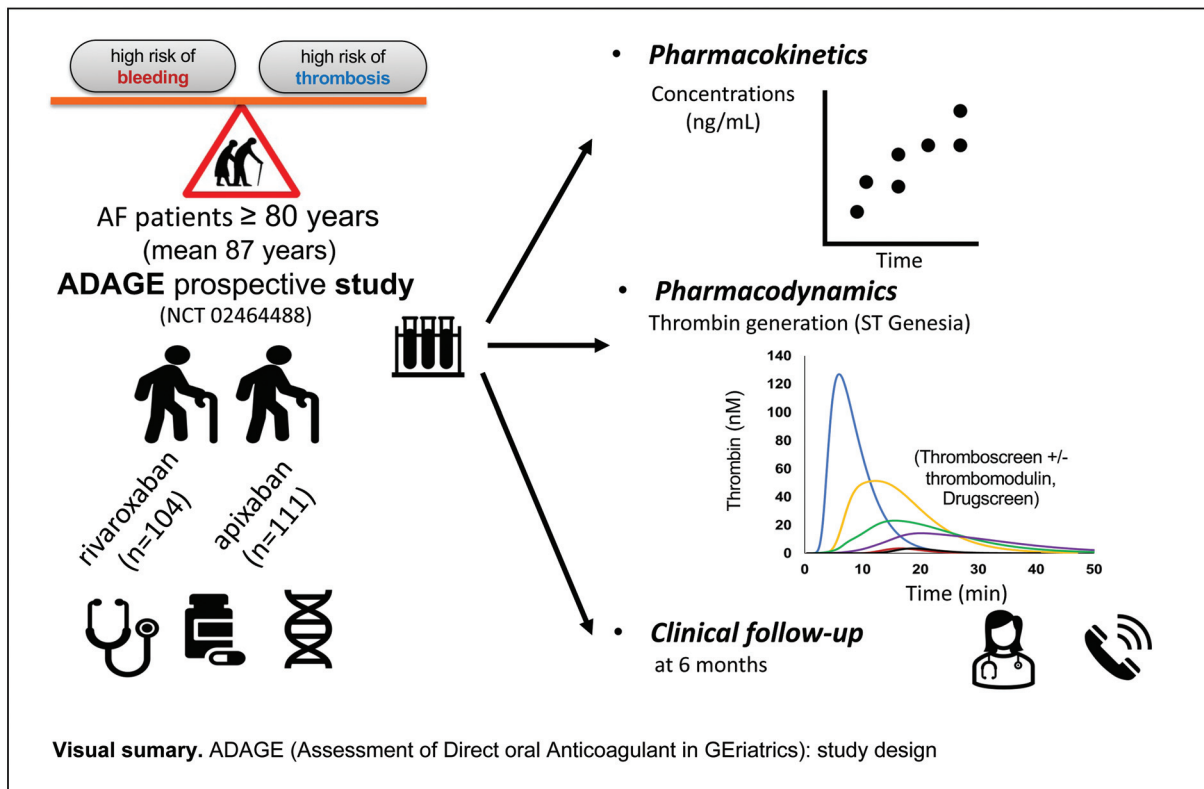 high risk of
bleeding
high risk of
thrombosis
AF patients ≥ 80 years
(mean 87 years)
ADAGE prospective study
(NCT 02464488)
rivaroxaban
(n=104)
apixaban
(n=111)
• Pharmacokinetics
Concentrations
(ng/mL)
Time
• Pharmacodynamics
Thrombin generation (ST Genesia)
Thrombin (nM)
140
120
100
80
60
40
20
0
(Thromboscreen +/-
thrombomodulin,
Drugscreen)
0 10 20 30 40 50
Time (min)
• Clinical follow-up
at 6 months
Visual sumary. ADAGE (Assessment of Direct oral Anticoagulant in GEriatrics): study design